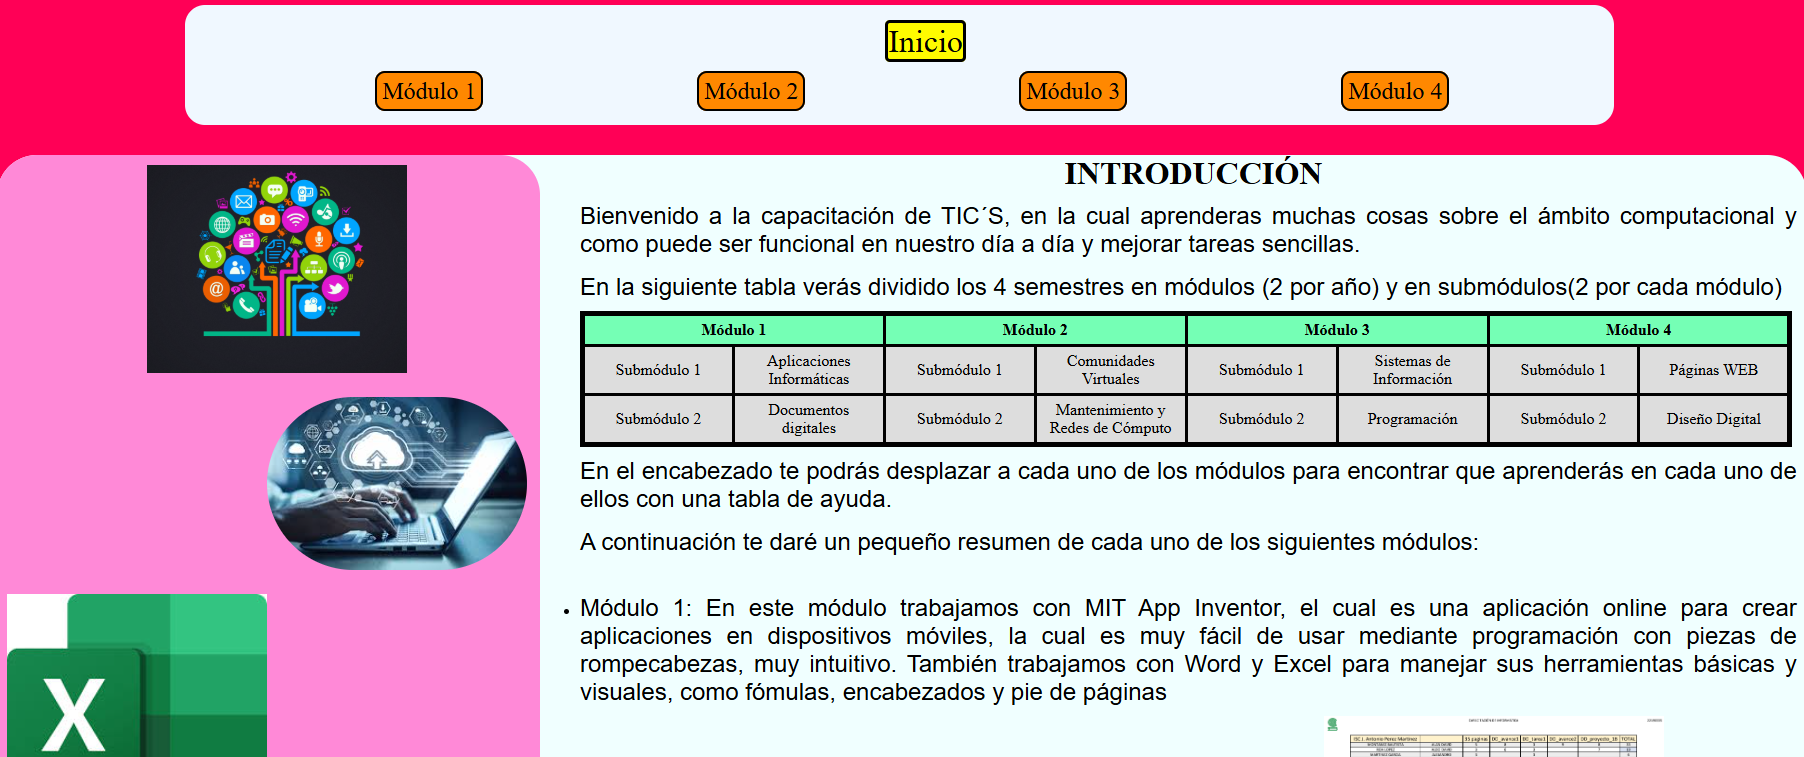 Inicio
Módulo 1 Módulo 2 Módulo 3 Módulo 4
INTRODUCCIÓN
Bienvenido a la capacitación de TIC´S, en la cual aprenderas muchas cosas sobre el ámbito computacional y
como puede ser funcional en nuestro día a día y mejorar tareas sencillas.
En la siguiente tabla verás dividido los 4 semestres en módulos (2 por año) y en submódulos(2 por cada módulo)
Módulo 1 Módulo 2 Módulo 3 Módulo 4
Submódulo 1 Aplicaciones Informáticas Submódulo 1 Comunidades Virtuales Submódulo 1 Sistemas de Información Submódulo 1 Páginas WEB
Submódulo 2 Documentos digitales Submódulo 2 Mantenimiento y Redes de Cómputo Submódulo 2 Programación Submódulo 2 Diseño Digital
En el encabezado te podrás desplazar a cada uno de los módulos para encontrar que aprenderás en cada uno de
ellos con una tabla de ayuda.
A continuación te daré un pequeño resumen de cada uno de los siguientes módulos:
• Módulo 1: En este módulo trabajamos con MIT App Inventor, el cual es una aplicación online para crear
aplicaciones en dispositivos móviles, la cual es muy fácil de usar mediante programación con piezas de
rompecabezas, muy intuitivo. También trabajamos con Word y Excel para manejar sus herramientas básicas y
visuales, como fómulas, encabezados y pie de páginas
X